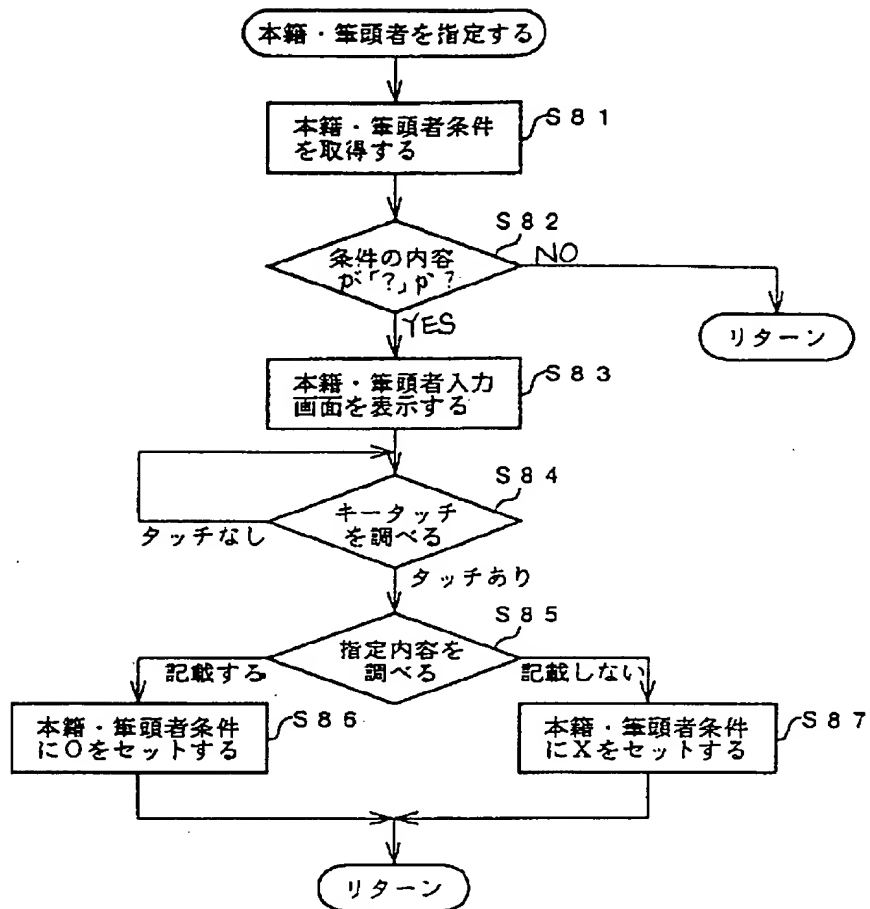 本籍・筆頭者を指定する
本籍・筆頭者条件
を取得する
S81
条件の内容
が「?」か?
S82
NO
YES
リターン
本籍・筆頭者入力
画面を表示する
S83
キータッチ
を調べる
S84
タッチなし
タッチあり
指定内容を
調べる
S85
記載する
記載しない
本籍・筆頭者条件
にOをセットする
S86
本籍・筆頭者条件
にXをセットする
S87
リターン